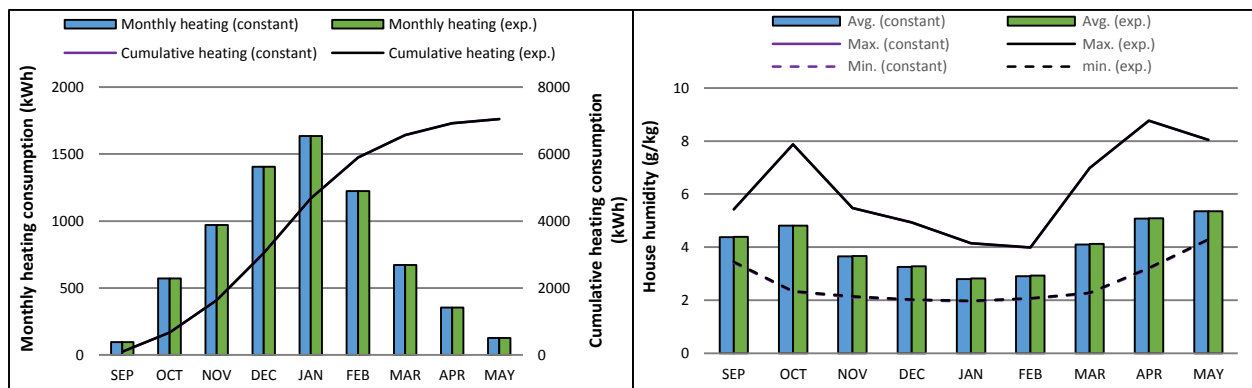 Monthly heating (constant) Monthly heating (exp.)
Cumulative heating (constant) Cumulative heating (exp.)
Monthly heating consumption (kWh)
2000
1500
1000
500
0
8000
6000
4000
2000
0
Cumulative heating consumption
(kWh)
SEP OCT NOV DEC JAN FEB MAR APR MAY
Avg. (constant) Avg. (exp.)
Max. (constant) Max. (exp.)
Min. (constant) min. (exp.)
House humidity (g/kg)
10
8
6
4
2
0
SEP OCT NOV DEC JAN FEB MAR APR MAY